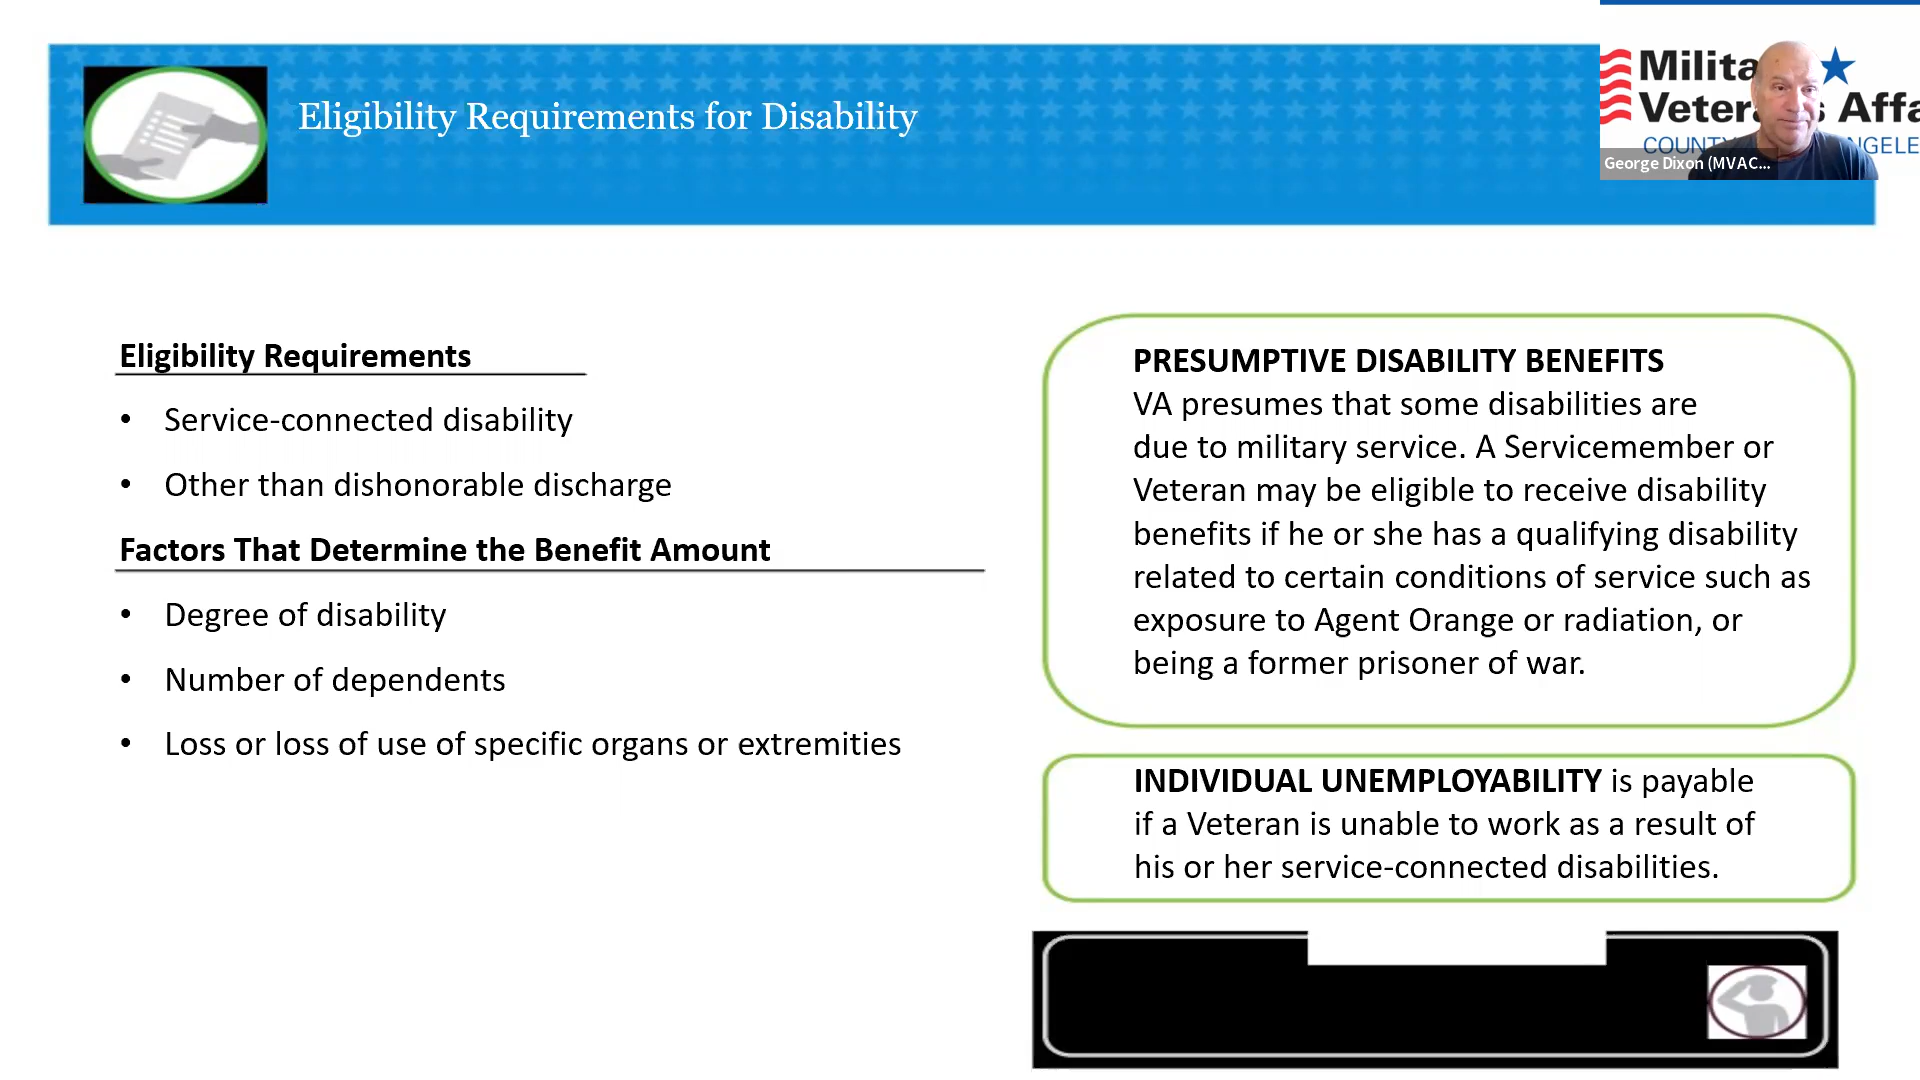 Eligibility Requirements for Disability
Milita
Vete s Affa
COUNT NGELE
George Dixon (MVAC...
Eligibility Requirements
• Service-connected disability
• Other than dishonorable discharge
Factors That Determine the Benefit Amount
• Degree of disability
• Number of dependents
• Loss or loss of use of specific organs or extremities
PRESUMPTIVE DISABILITY BENEFITS
VA presumes that some disabilities are
due to military service. A Servicemember or
Veteran may be eligible to receive disability
benefits if he or she has a qualifying disability
related to certain conditions of service such as
exposure to Agent Orange or radiation, or
being a former prisoner of war.
INDIVIDUAL UNEMPLOYABILITY is payable
if a Veteran is unable to work as a result of
his or her service-connected disabilities.